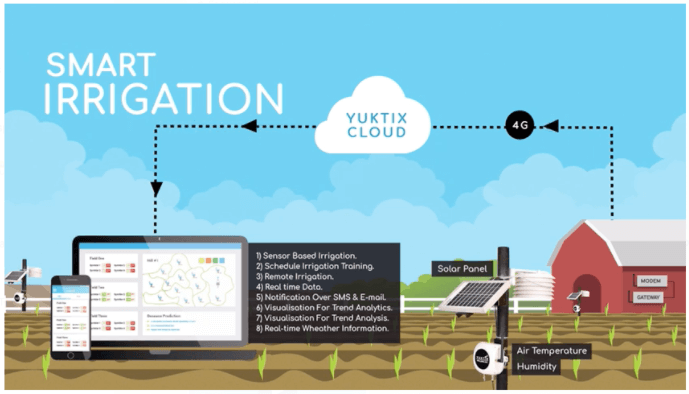 SMART
IRRIGATION
YUKTIX
CLOUD
4G
1) Sensor Based Irrigation.
2) Schedule Irrigation Training.
3) Remote Irrigation.
4) Real time Data.
5) Notification Over SMS & E-mail.
6) Visualisation For Trend Analytics.
7) Visualisation For Trend Analysis.
8) Real-time Wheather Information.
Solar Panel
MODEM
GATEWAY
Air Temperature
Humidity